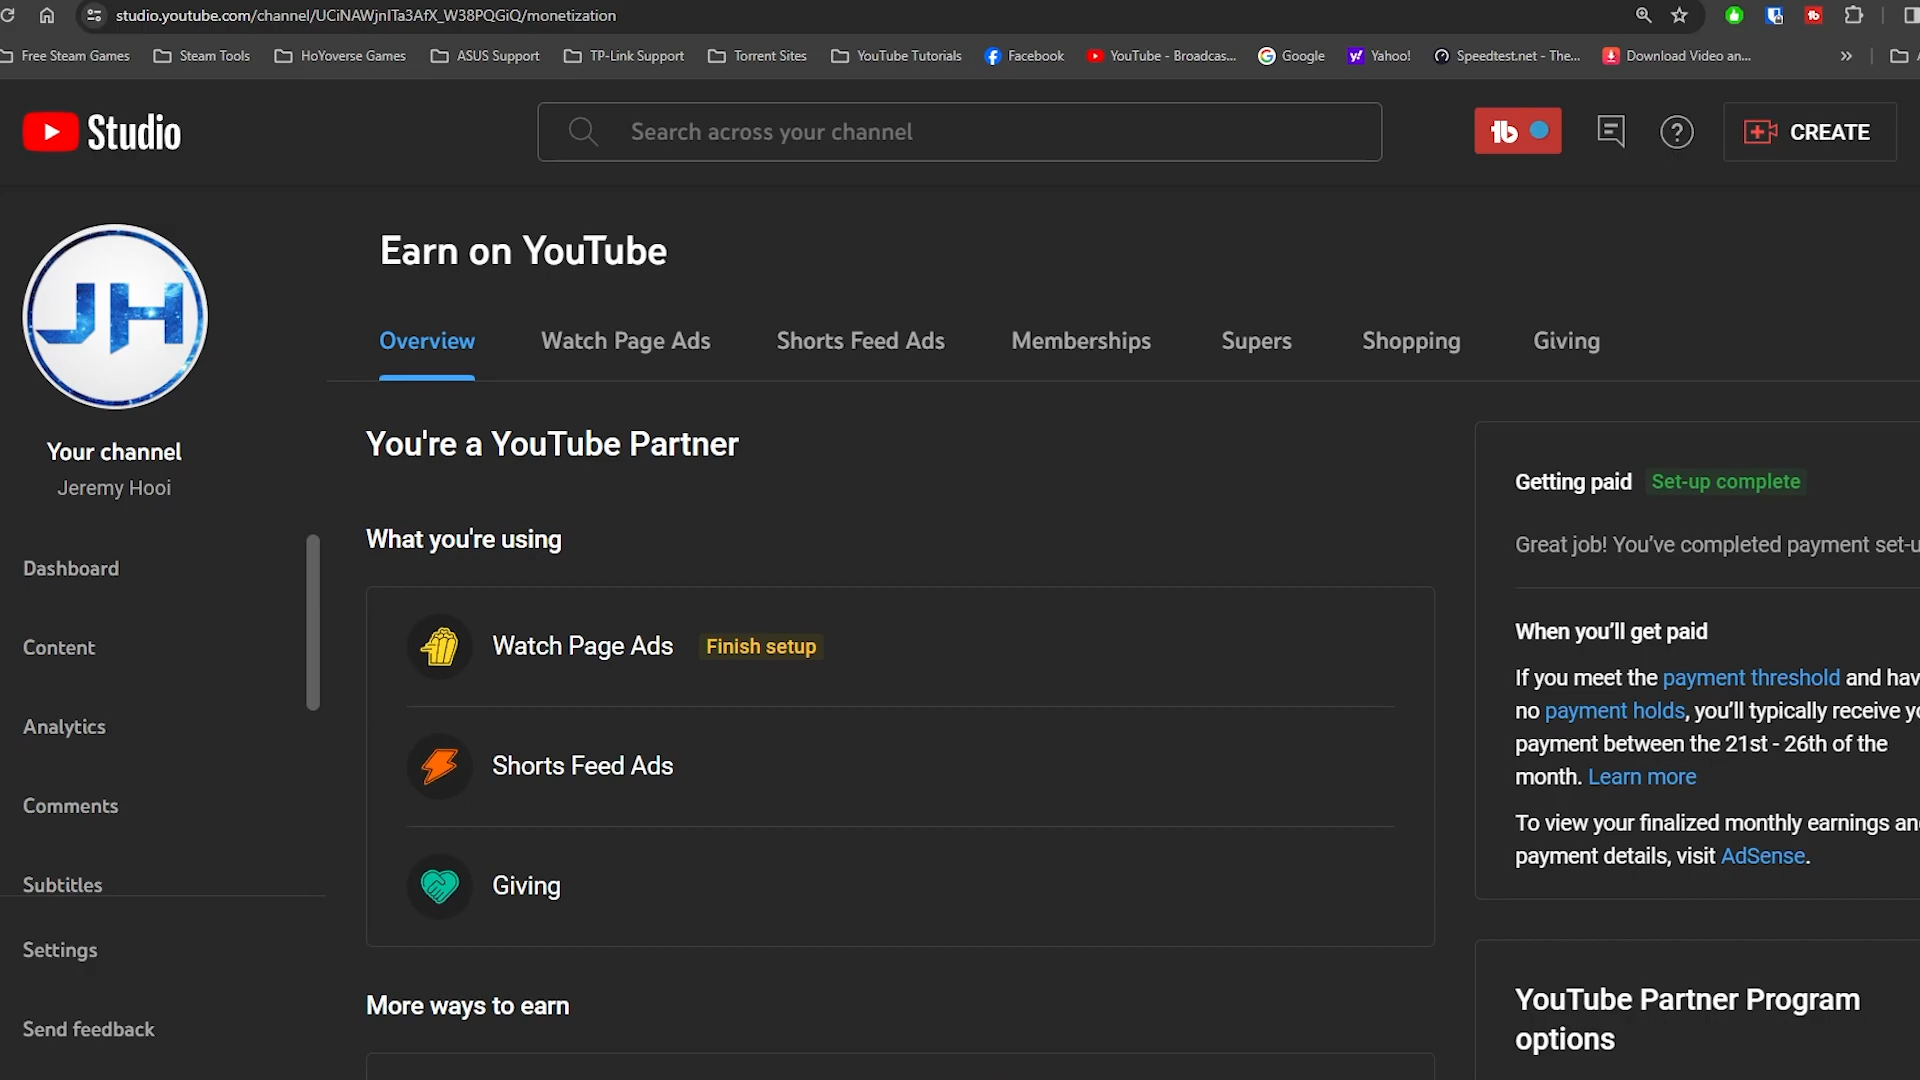 studio.youtube.com/channel/UCiNAWjnITa3AfX_W38PQGiQ/monetization
Free Steam Games
Steam Tools
HoYoverse Games
ASUS Support
TP-Link Support
Torrent Sites
YouTube Tutorials
Facebook
YouTube - Broadcas...
Google
Yahoo!
Speedtest.net - The...
Download Video an...
Studio
Search across your channel
tb
CREATE
Earn on YouTube
Overview
Watch Page Ads
Shorts Feed Ads
Memberships
Supers
Shopping
Giving
JH
Your channel
Jeremy Hooi
Dashboard
Content
Analytics
Comments
Subtitles
Settings
Send feedback
You're a YouTube Partner
What you're using
Watch Page Ads Finish setup
Shorts Feed Ads
Giving
More ways to earn
Getting paid Set-up complete
Great job! You’ve completed payment set-u
When you’ll get paid
If you meet the payment threshold and hav
no payment holds, you’ll typically receive yo
payment between the 21st - 26th of the
month. Learn more
To view your finalized monthly earnings an
payment details, visit AdSense.
YouTube Partner Program
options